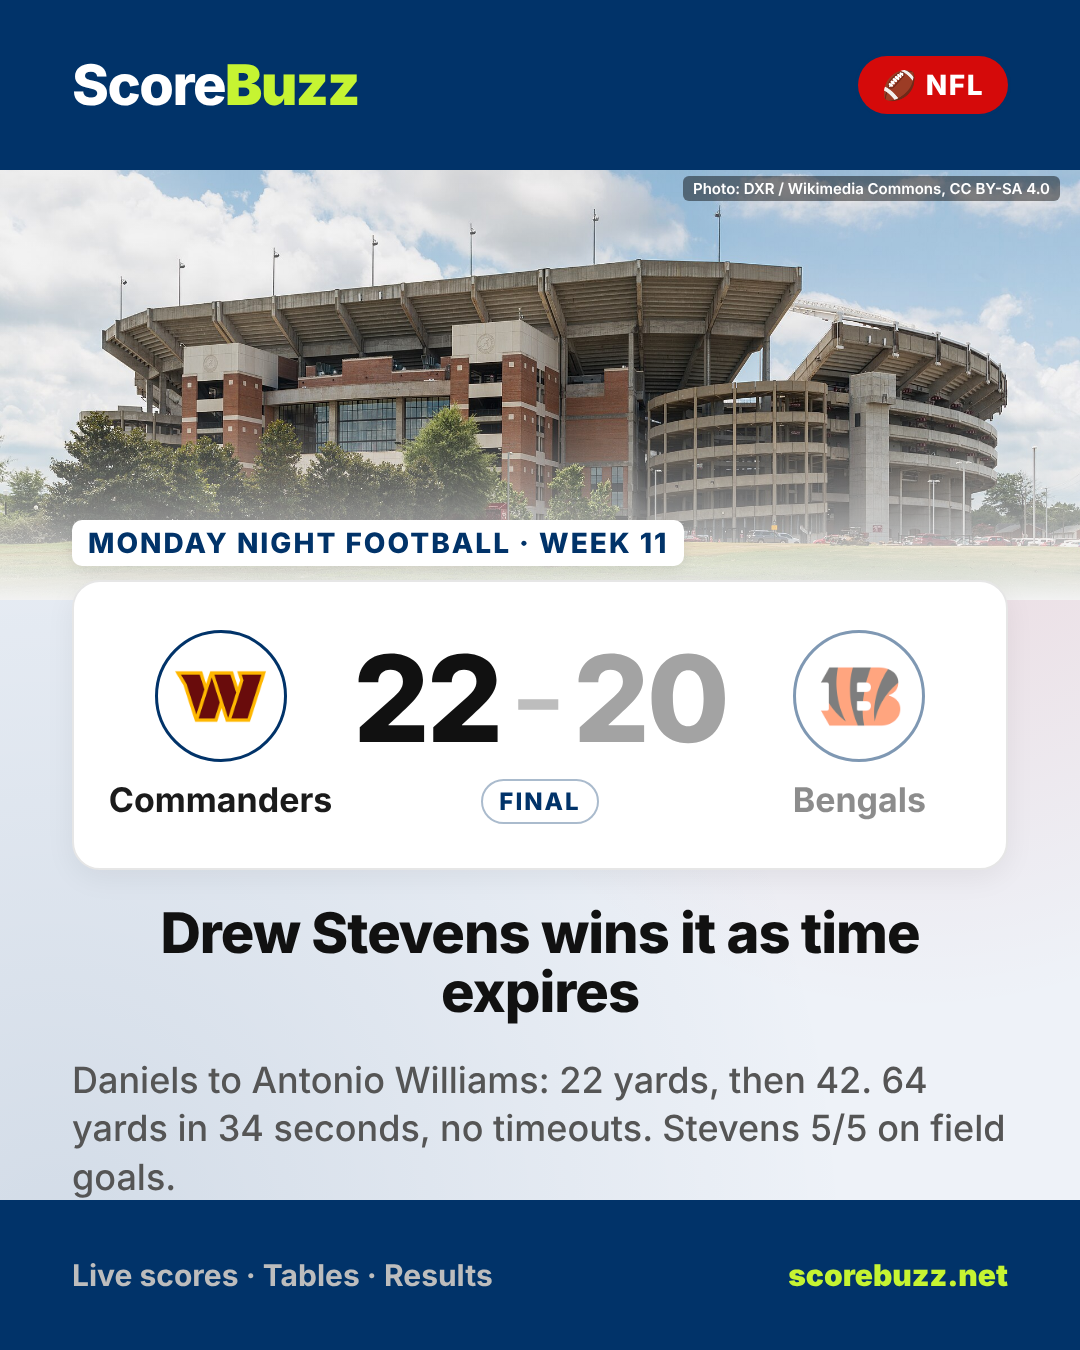 ScoreBuzz
🏈 NFL
Photo: DXR / Wikimedia Commons, CC BY-SA 4.0
MONDAY NIGHT FOOTBALL · WEEK 11
W
22 - 20
B
Commanders
FINAL
Bengals
Drew Stevens wins it as time
expires
Daniels to Antonio Williams: 22 yards, then 42. 64
yards in 34 seconds, no timeouts. Stevens 5/5 on field
goals.
Live scores · Tables · Results
scorebuzz.net